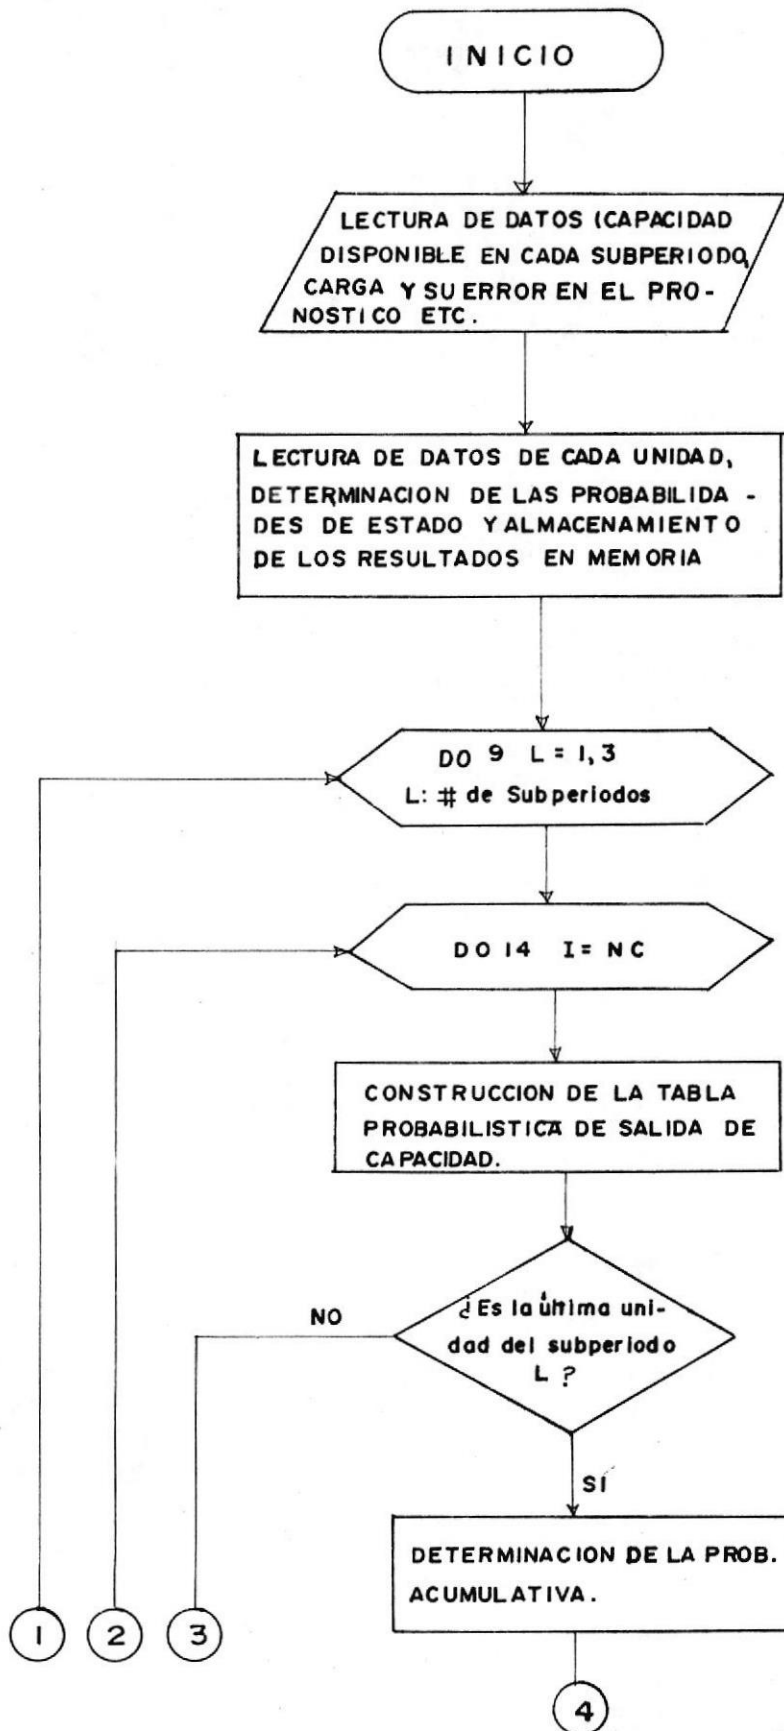 INICIO
LECTURA DE DATOS (CAPACIDAD
DISPONIBLE EN CADA SUBPERIODO,
CARGA Y SU ERROR EN EL PRO-
NOSTICO ETC.
LECTURA DE DATOS DE CADA UNIDAD,
DETERMINACION DE LAS PROBABILIDA-
DES DE ESTADO Y ALMACENAMIENTO
DE LOS RESULTADOS EN MEMORIA
DO 9 L = 1, 3
L: # de Subperiodos
DO 14 I = NC
CONSTRUCCION DE LA TABLA
PROBABILISTICA DE SALIDA DE
CAPACIDAD.
¿Es la última uni-
dad del subperiodo
L ?
NO
SI
DETERMINACION DE LA PROB.
ACUMULATIVA.
1 2 3
4